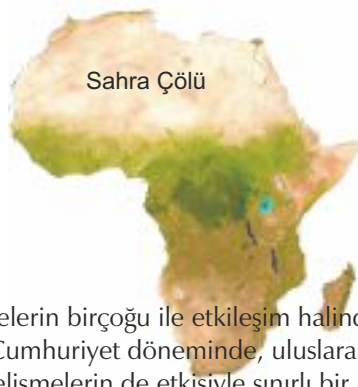 Sahra Çölü
elerin birçoğu ile etkileşim halind
Cumhuriyet döneminde, uluslara
elişmelerin de etkisiyle sınırlı bir